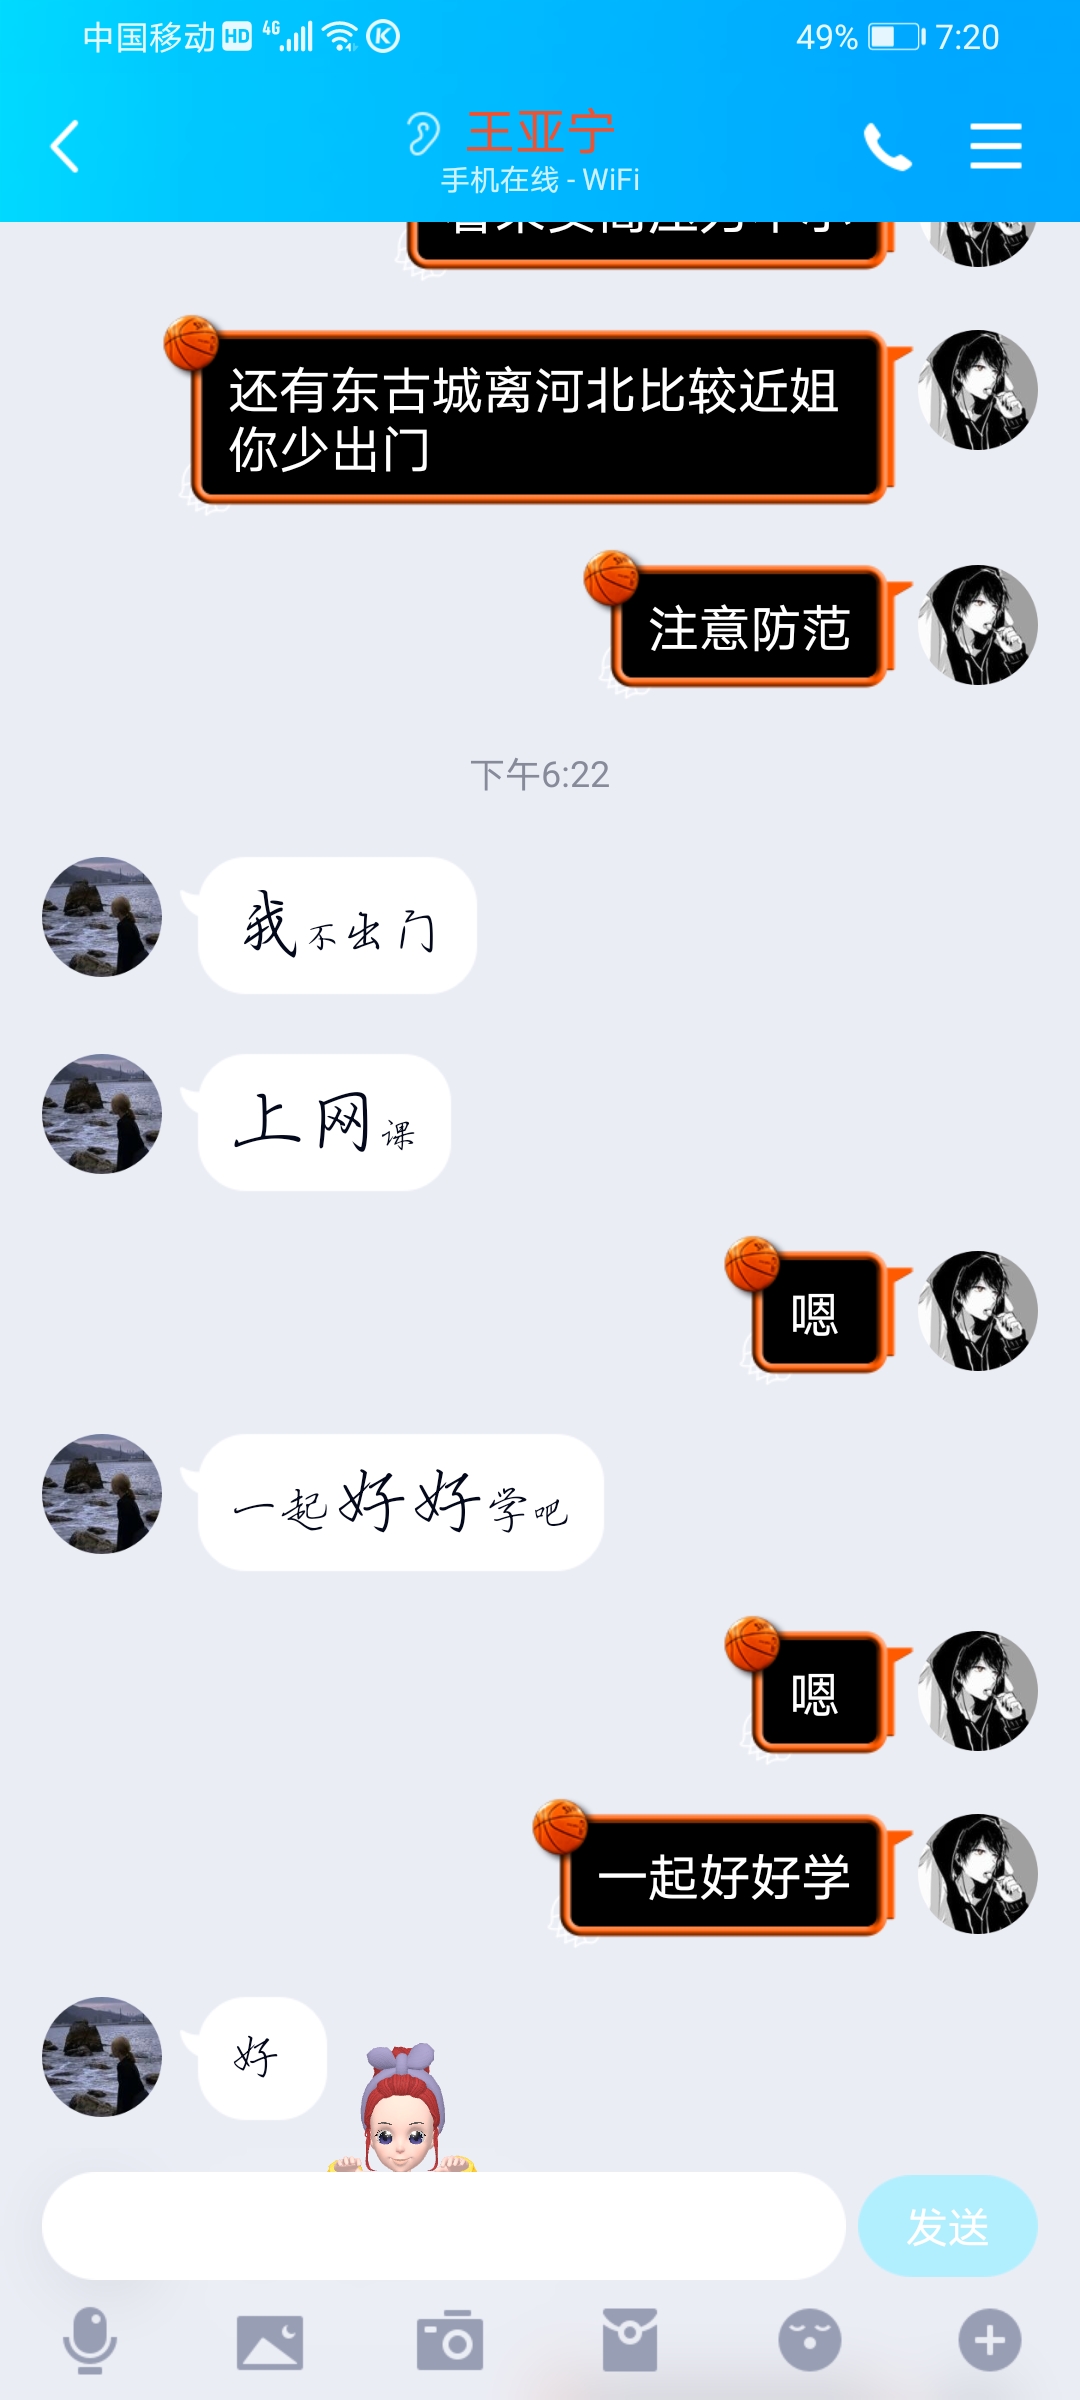 中国移动 HD 4G K 49% 7:20
王亚宁
手机在线 - WiFi
还有东古城离河北比较近姐
你少出门
注意防范
下午6:22
我不出门
上网课
嗯
一起好好学吧
嗯
一起好好学
好
发送